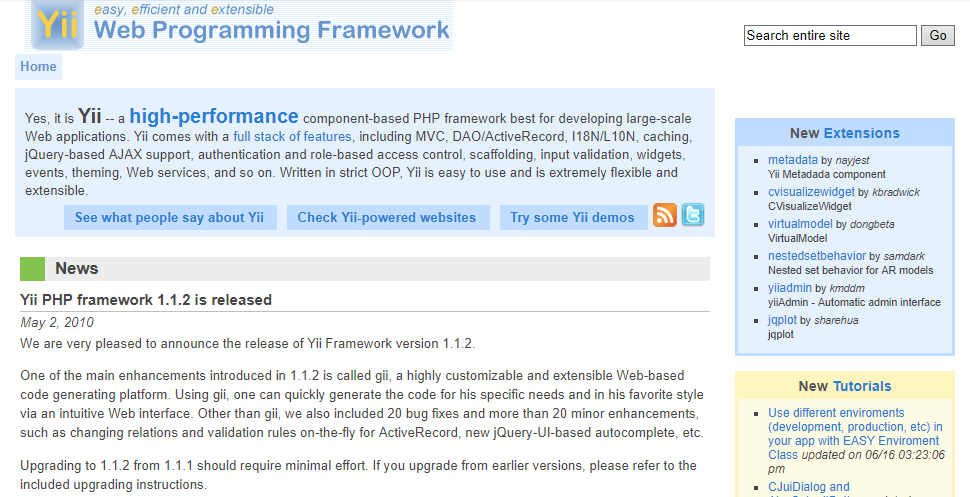 Yii
easy, efficient and extensible
Web Programming Framework
Search entire site
Go
Home
Yes, it is Yii -- a high-performance component-based PHP framework best for developing large-scale
Web applications. Yii comes with a full stack of features, including MVC, DAO/ActiveRecord, I18N/L10N, caching,
jQuery-based AJAX support, authentication and role-based access control, scaffolding, input validation, widgets,
events, theming, Web services, and so on. Written in strict OOP, Yii is easy to use and is extremely flexible and
extensible.
See what people say about Yii
Check Yii-powered websites
Try some Yii demos
News
Yii PHP framework 1.1.2 is released
May 2, 2010
We are very pleased to announce the release of Yii Framework version 1.1.2.
One of the main enhancements introduced in 1.1.2 is called gii, a highly customizable and extensible Web-based
code generating platform. Using gii, one can quickly generate the code for his specific needs and in his favorite style
via an intuitive Web interface. Other than gii, we also included 20 bug fixes and more than 20 minor enhancements,
such as changing relations and validation rules on-the-fly for ActiveRecord, new jQuery-UI-based autocomplete, etc.
Upgrading to 1.1.2 from 1.1.1 should require minimal effort. If you upgrade from earlier versions, please refer to the
included upgrading instructions.
New Extensions
metadata by nayjest
Yii Metadada component
cvisualizewidget by kbradwick
CVisualizeWidget
virtualmodel by dongbeta
VirtualModel
nestedsetbehavior by samdark
Nested set behavior for AR models
yiiadmin by kmddm
yiiAdmin - Automatic admin interface
jqplot by sharehua
jqplot
New Tutorials
Use different enviroments
(development, production, etc) in
your app with EASY Enviroment
Class updated on 06/16 03:23:06
pm
CJuiDialog and